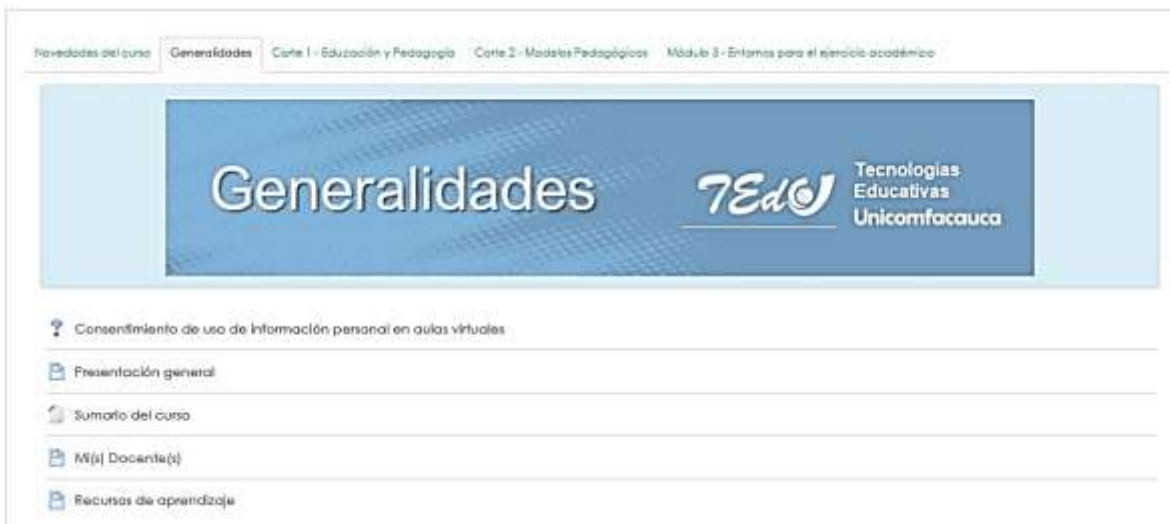 Novedades del curso Generalidades Corte 1 - Educación y Pedagogía Corte 2 - Modelos Pedagógicos Módulo 3 - Entornos para el ejercicio académico
Generalidades
TEdU
Tecnologías
Educativas
Unicomfacauca
? Consentimiento de uso de información personal en aulas virtuales
Presentación general
Sumario del curso
Mi(s) Docente(s)
Recursos de aprendizaje